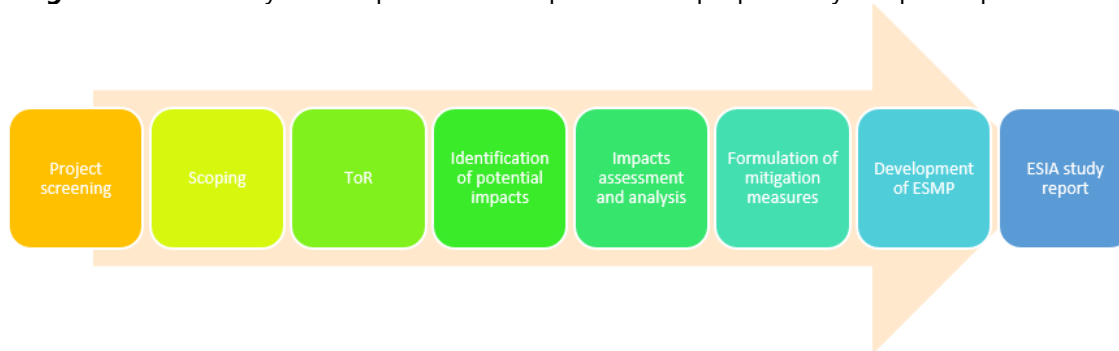 Project
screening
Scoping
ToR
Identification
of potential
impacts
Impacts
assessment
and analysis
Formulation of
mitigation
measures
Development
of ESMP
ESIA study
report